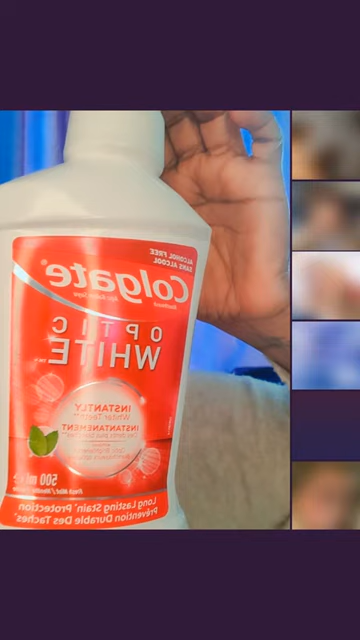 ALCOHOL FREE
SANS ALCOOL
Colgate®
OPTIC
WHITE™
INSTANTLY
Whiter Teeth**
INSTANTANÉMENT
500 ml e
Long Lasting Stain⁺ Protection
Prévention Durable Des Taches⁺